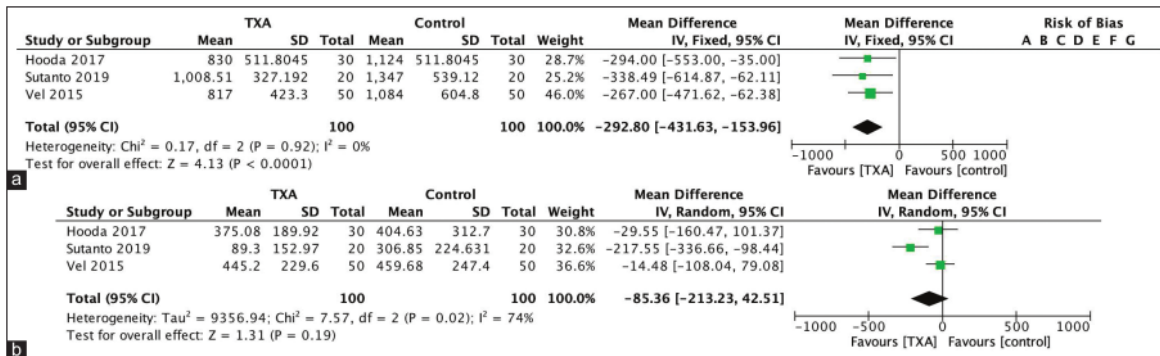 TXA Control Mean Difference Mean Difference Risk of Bias
Study or Subgroup Mean SD Total Mean SD Total Weight IV, Fixed, 95% CI IV, Fixed, 95% CI A B C D E F G
Hooda 2017 830 511.8045 30 1,124 511.8045 30 28.7% -294.00 [-553.00, -35.00]
Sutanto 2019 1,008.51 327.192 20 1,347 539.12 20 25.2% -338.49 [-614.87, -62.11]
Vel 2015 817 423.3 50 1,084 604.8 50 46.0% -267.00 [-471.62, -62.38]
Total (95% CI) 100 100 100.0% -292.80 [-431.63, -153.96]
Heterogeneity: Chi² = 0.17, df = 2 (P = 0.92); I² = 0%
Test for overall effect: Z = 4.13 (P < 0.0001)
-1000 -500 0 500 1000
Favours [TXA] Favours [control]
a
TXA Control Mean Difference Mean Difference
Study or Subgroup Mean SD Total Mean SD Total Weight IV, Random, 95% CI IV, Random, 95% CI
Hooda 2017 375.08 189.92 30 404.63 312.7 30 30.8% -29.55 [-160.47, 101.37]
Sutanto 2019 89.3 152.97 20 306.85 224.631 20 32.6% -217.55 [-336.66, -98.44]
Vel 2015 445.2 229.6 50 459.68 247.4 50 36.6% -14.48 [-108.04, 79.08]
Total (95% CI) 100 100 100.0% -85.36 [-213.23, 42.51]
Heterogeneity: Tau² = 9356.94; Chi² = 7.57, df = 2 (P = 0.02); I² = 74%
Test for overall effect: Z = 1.31 (P = 0.19)
-1000 -500 0 500 1000
Favours [TXA] Favours [control]
b